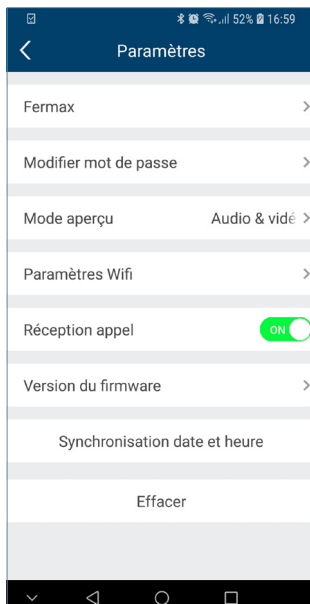 52% 16:59
Paramètres
Fermax
Modifier mot de passe
Mode aperçu Audio & vidé
Paramètres Wifi
Réception appel ON
Version du firmware
Synchronisation date et heure
Effacer